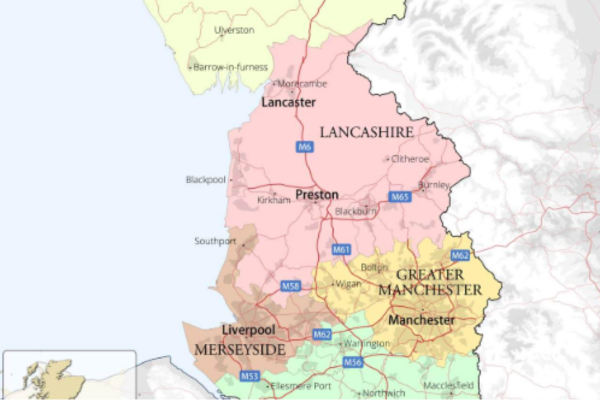 Ulverston
Barrow-in-furness
Morecambe
Lancaster
LANCASHIRE
M6
Clitheroe
Blackpool
Preston
Burnley
Kirkham
M65
Blackburn
Southport
M61
M62
Bolton
GREATER
MANCHESTER
Wigan
M58
Manchester
Liverpool
M62
Warrington
MERSEYSIDE
M56
M53
Ellesmere Port
Northwich
Macclesfield